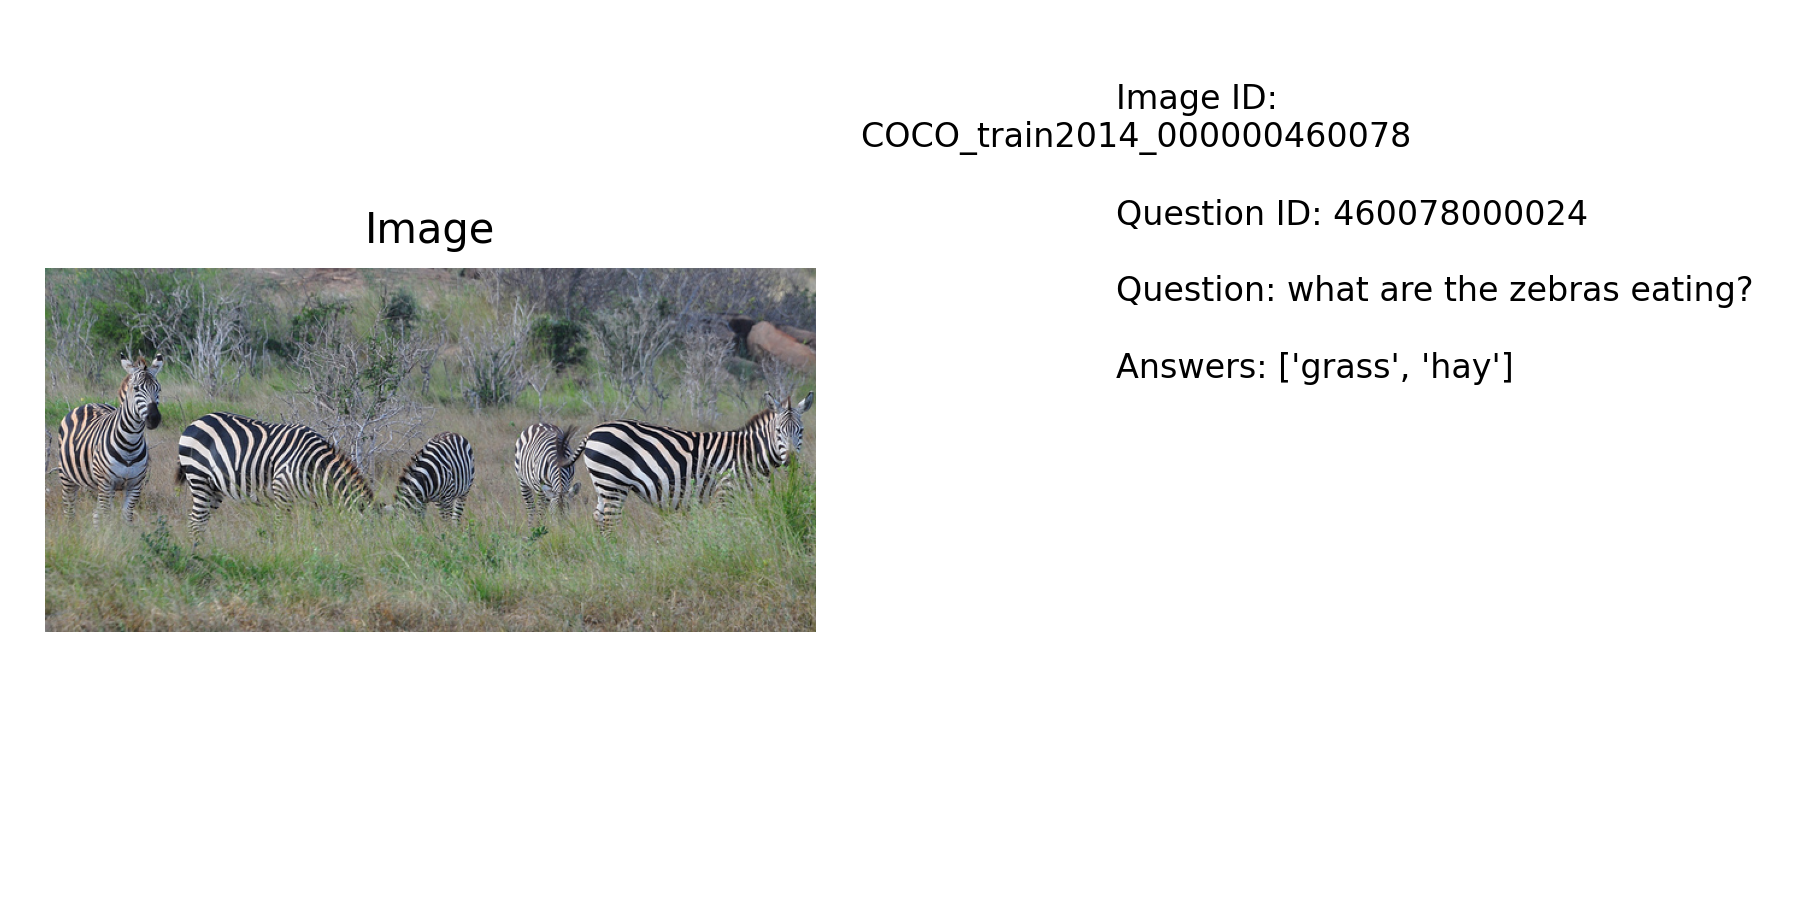 Image
Image ID:
COCO_train2014_000000460078
Question ID: 460078000024
Question: what are the zebras eating?
Answers: ['grass', 'hay']